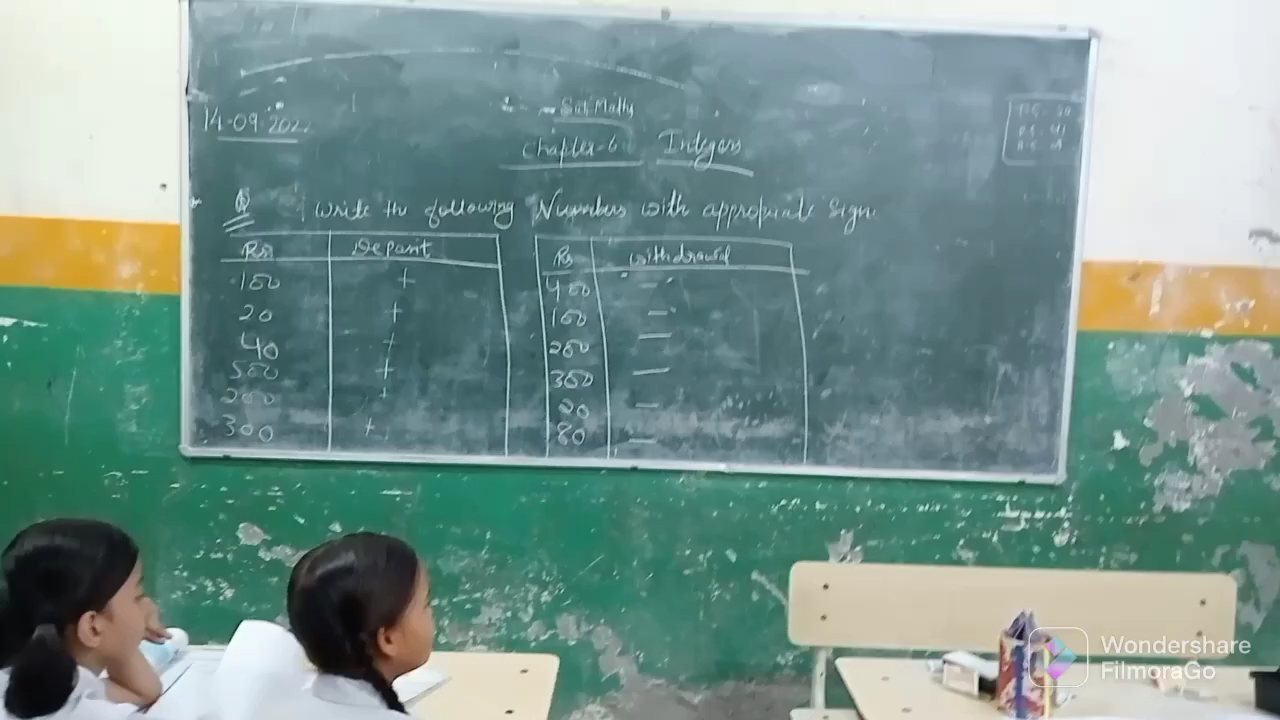 14-09-2022
Sub Maths
Chapter-6 Integers
Q Write the following Numbers with appropriate sign
Rs Deposit
100 +
20 +
40 +
500 +
200 +
300 +
Rs withdrawal
400 –
100 –
200 –
300 –
20 –
80 –
Wondershare
FilmoraGo